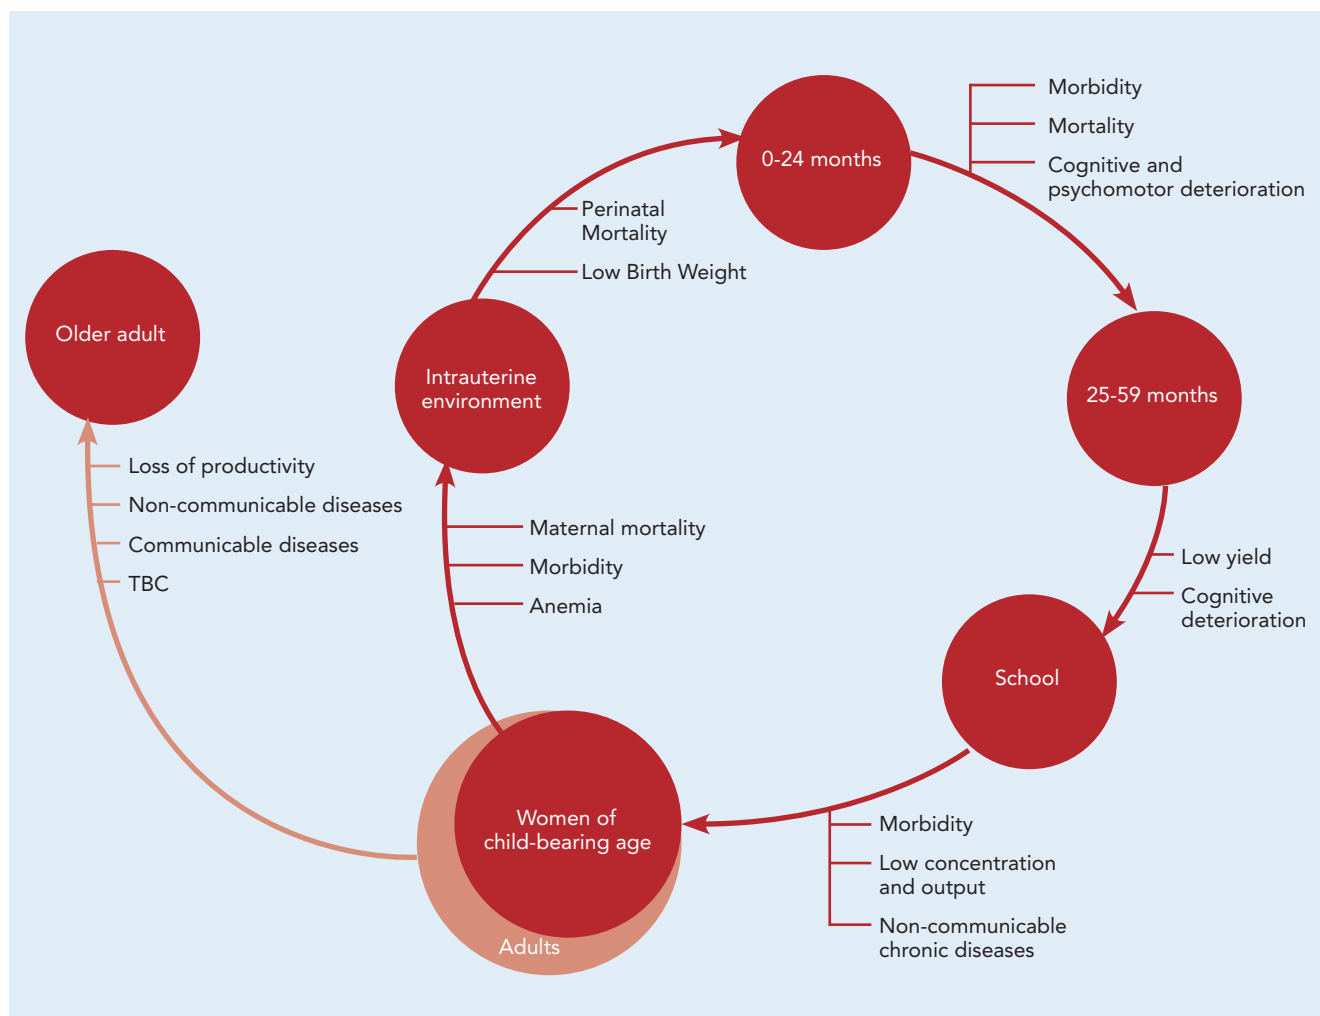 0-24 months
Morbidity
Mortality
Cognitive and
psychomotor deterioration
Perinatal
Mortality
Low Birth Weight
Older adult
Intrauterine
environment
25-59 months
Loss of productivity
Non-communicable diseases
Communicable diseases
TBC
Maternal mortality
Morbidity
Anemia
Low yield
Cognitive
deterioration
School
Women of
child-bearing age
Adults
Morbidity
Low concentration
and output
Non-communicable
chronic diseases